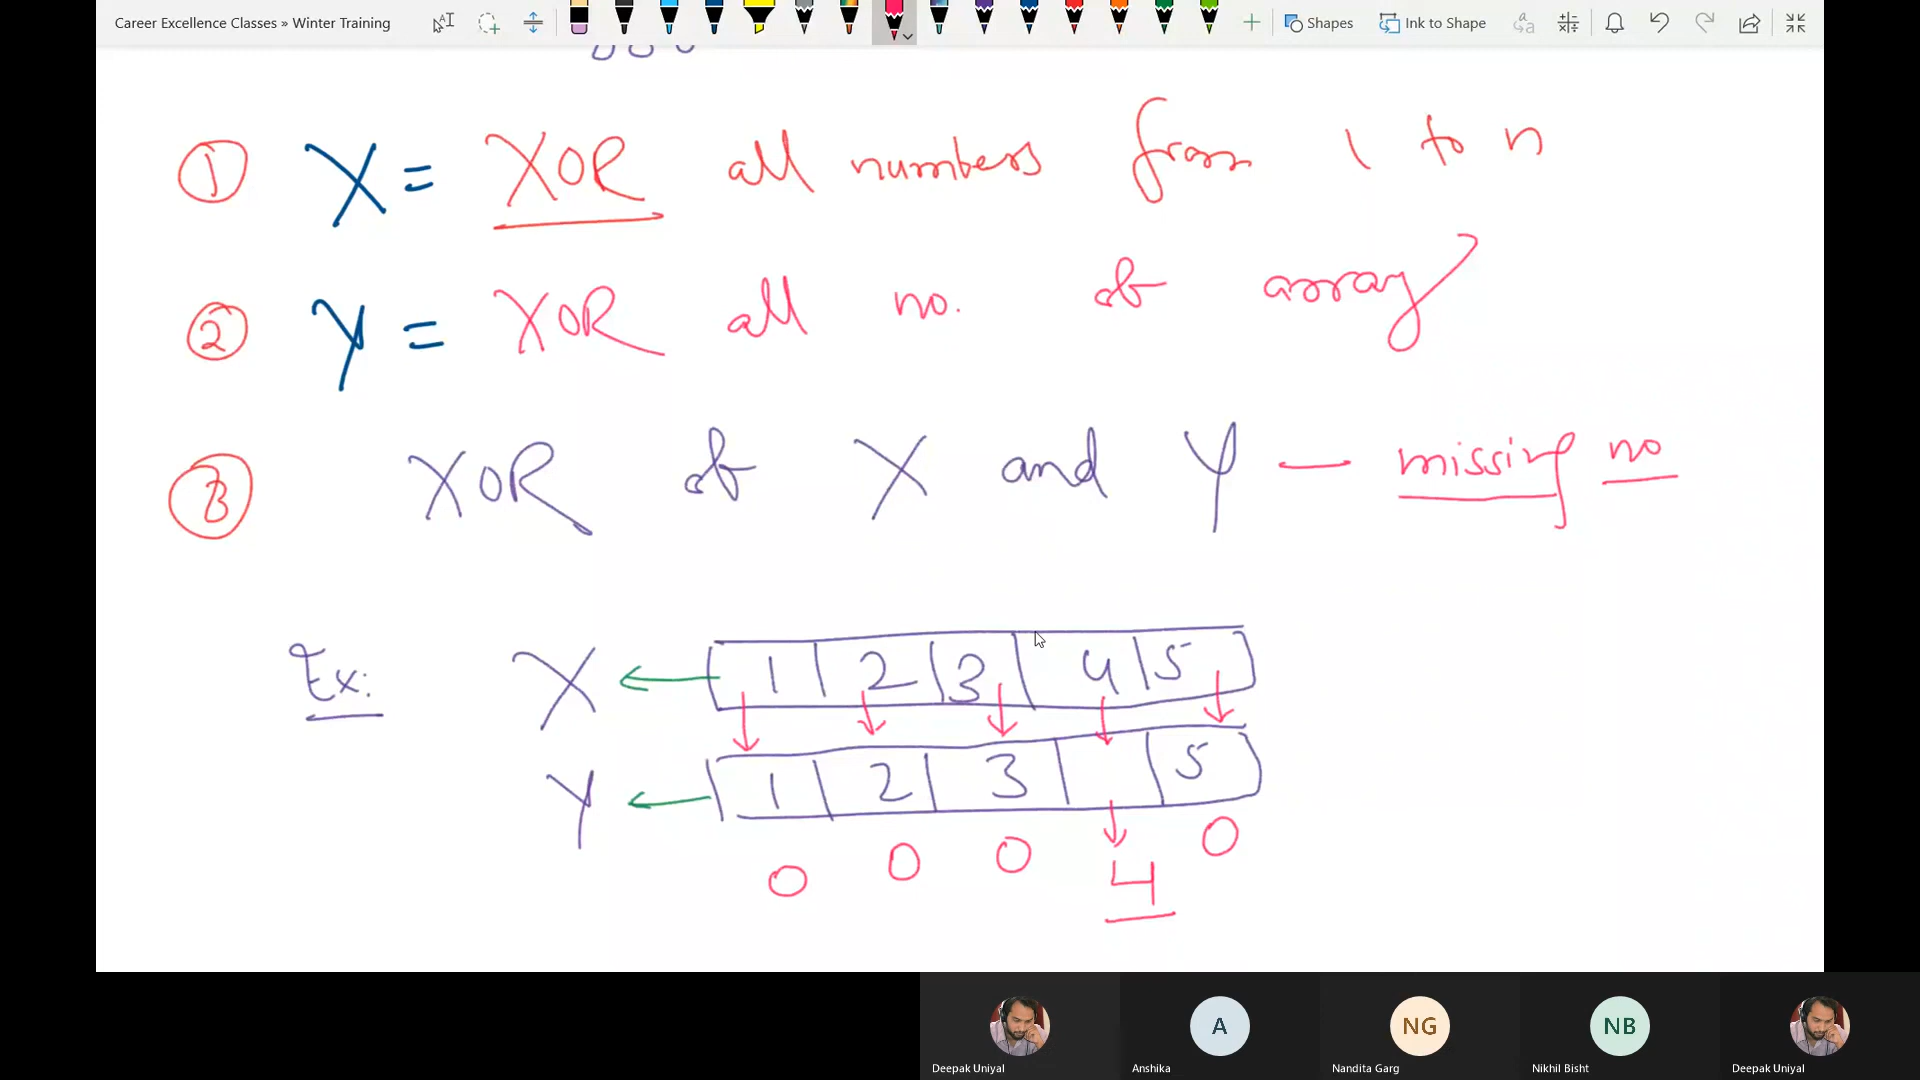 Career Excellence Classes » Winter Training
Shapes
Ink to Shape
① X = XOR all numbers from 1 to n
② Y = XOR all no. of array
③ XOR of X and Y — missing no
Ex: X ← 1 2 3 4 5
Y ← 1 2 3 5
0 0 0 4 0
A NG NB
Deepak Uniyal Anshika Nandita Garg Nikhil Bisht Deepak Uniyal